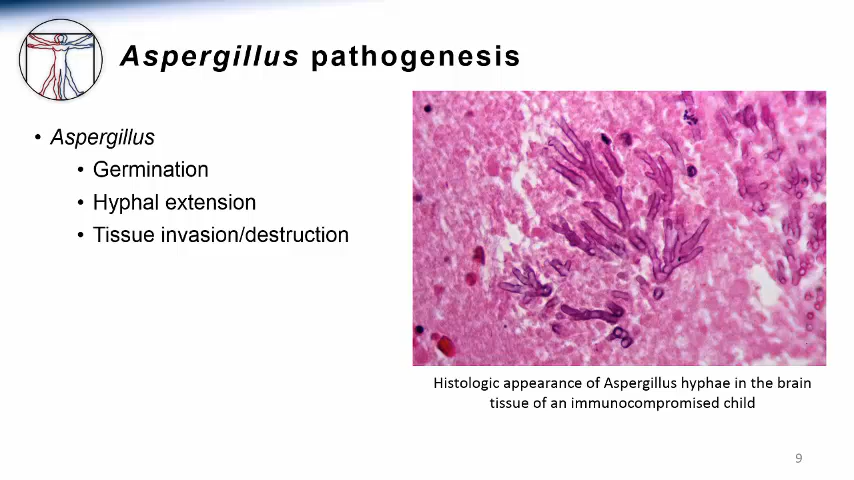 Aspergillus pathogenesis
• Aspergillus
• Germination
• Hyphal extension
• Tissue invasion/destruction
Histologic appearance of Aspergillus hyphae in the brain
tissue of an immunocompromised child
9